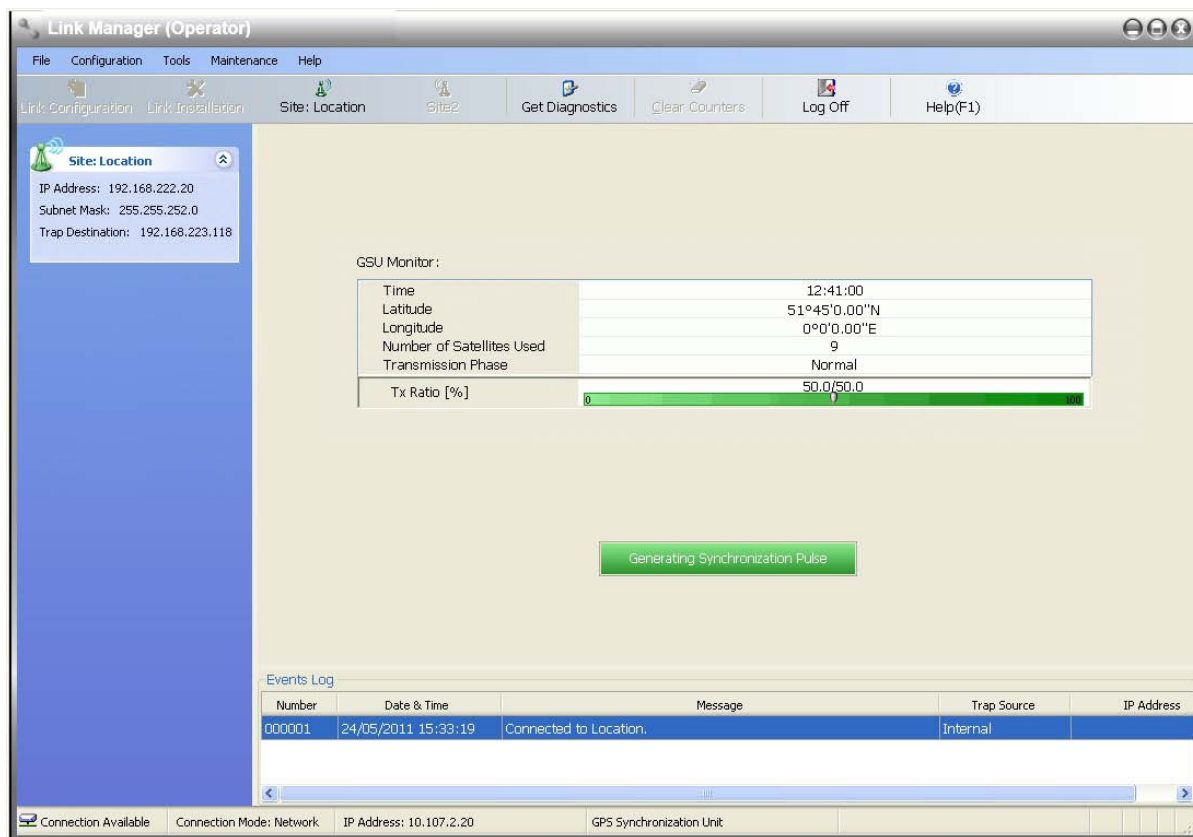 Link Manager (Operator)
File Configuration Tools Maintenance Help
Link Configuration Link Installation Site: Location Site2 Get Diagnostics Clear Counters Log Off Help(F1)
Site: Location
IP Address: 192.168.222.20
Subnet Mask: 255.255.252.0
Trap Destination: 192.168.223.118
GSU Monitor:
Time 12:41:00
Latitude 51°45'0.00''N
Longitude 0°0'0.00''E
Number of Satellites Used 9
Transmission Phase Normal
Tx Ratio [%] 50.0/50.0
0 100
Generating Synchronization Pulse
Events Log
Number Date & Time Message Trap Source IP Address
000001 24/05/2011 15:33:19 Connected to Location. Internal
Connection Available Connection Mode: Network IP Address: 10.107.2.20 GPS Synchronization Unit